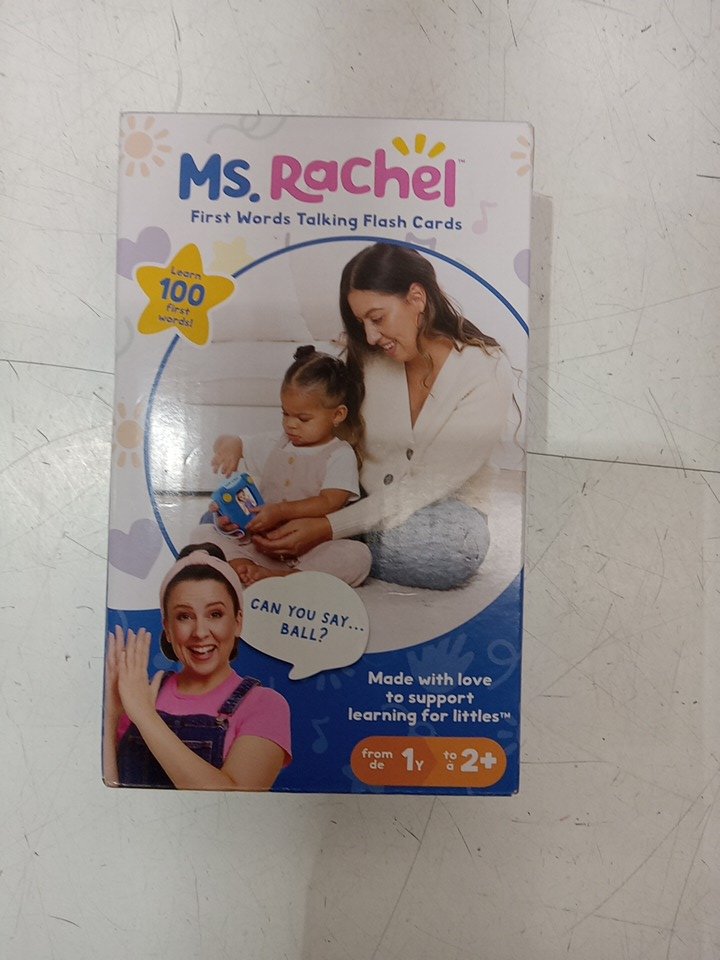 Ms. Rachel™
First Words Talking Flash Cards
Learn
100
first
words!
CAN YOU SAY...
BALL?
Made with love
to support
learning for littles™
from 1Y to 2+
de à